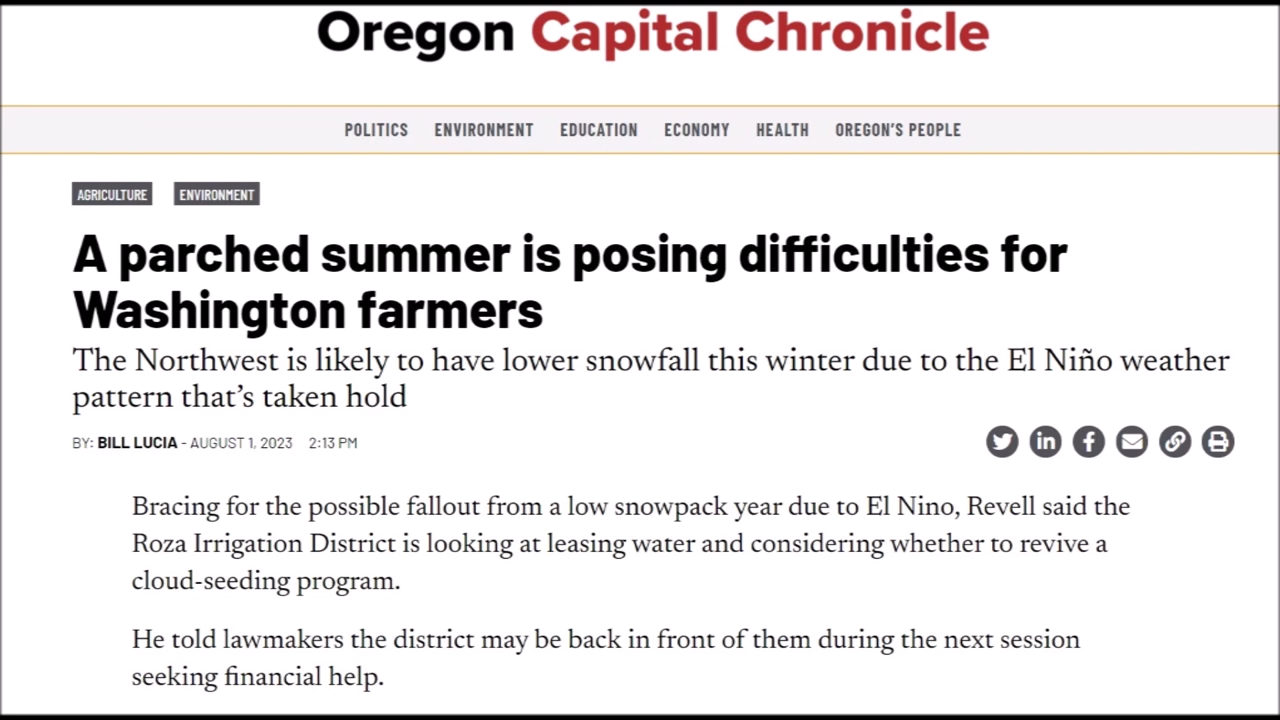 Oregon Capital Chronicle
POLITICS ENVIRONMENT EDUCATION ECONOMY HEALTH OREGON'S PEOPLE
AGRICULTURE ENVIRONMENT
A parched summer is posing difficulties for
Washington farmers
The Northwest is likely to have lower snowfall this winter due to the El Niño weather
pattern that’s taken hold
BY: BILL LUCIA - AUGUST 1, 2023 2:13 PM
Bracing for the possible fallout from a low snowpack year due to El Nino, Revell said the
Roza Irrigation District is looking at leasing water and considering whether to revive a
cloud-seeding program.
He told lawmakers the district may be back in front of them during the next session
seeking financial help.